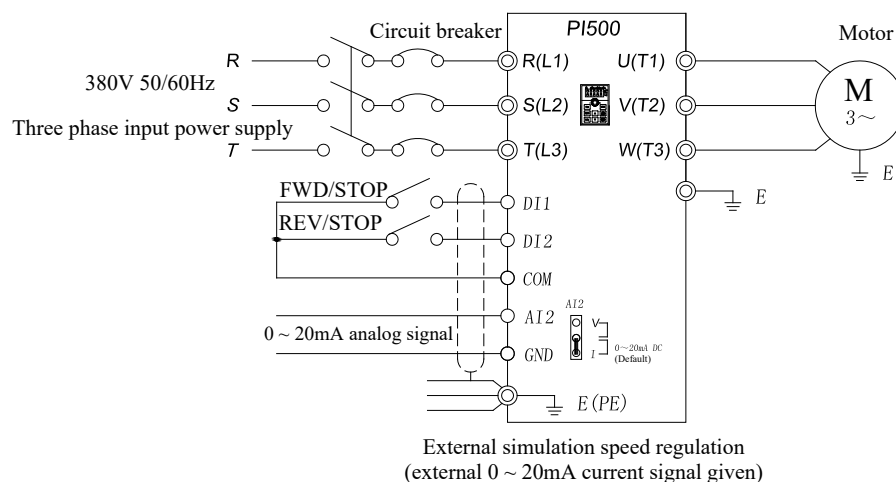 Circuit breaker
PI500
Motor
R
R(L1)
U(T1)
380V 50/60Hz
S
S(L2)
V(T2)
M
3~
Three phase input power supply
T
T(L3)
W(T3)
E
FWD/STOP
DI1
E
REV/STOP
DI2
COM
AI2
AI2
V
0 ~ 20mA analog signal
I
0～20mA DC
(Default)
GND
E(PE)
External simulation speed regulation
(external 0 ~ 20mA current signal given)